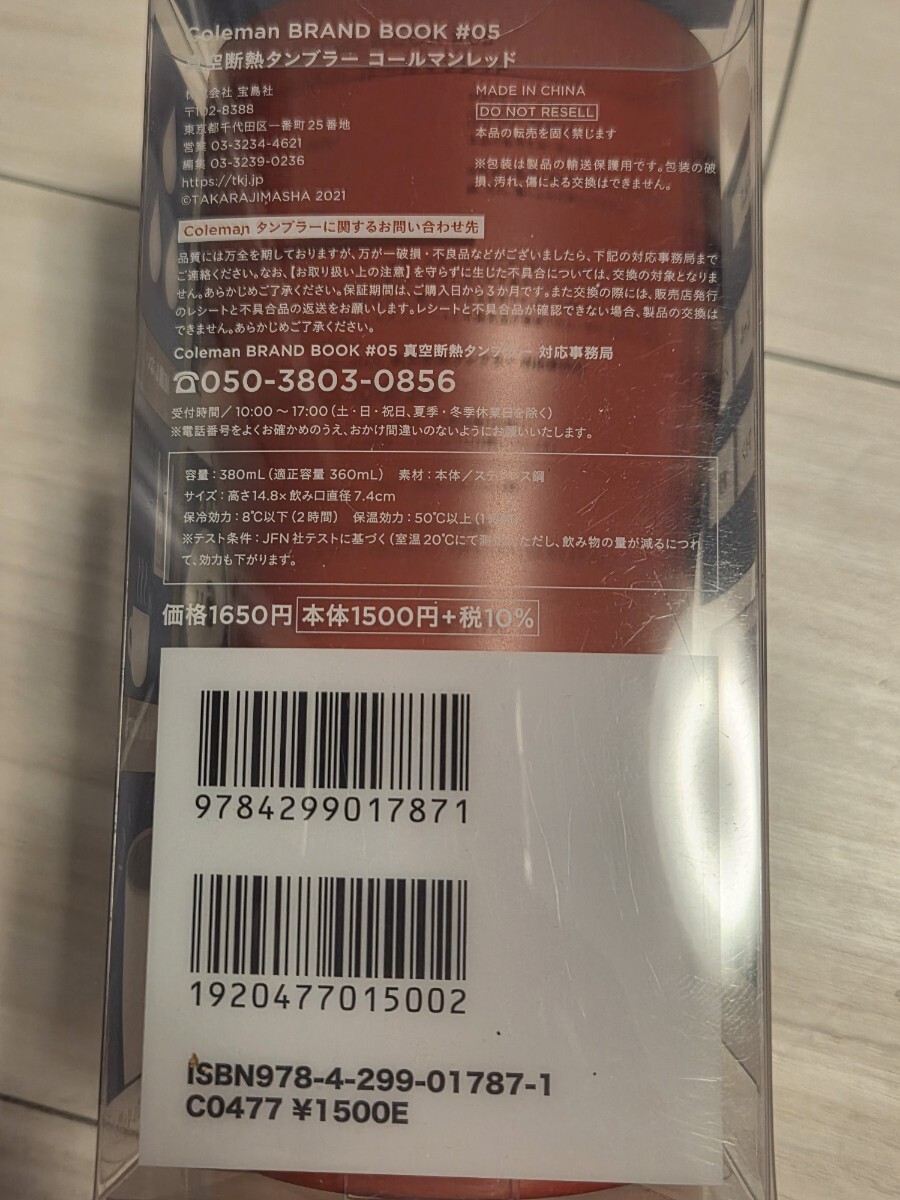 Coleman BRAND BOOK #05
空断熱タンブラー コールマンレッド
会社 宝島社
〒102-8388
東京都千代田区一番町25番地
営業 03-3234-4621
編集 03-3239-0236
https://tkj.jp
©TAKARAJIMASHA 2021
MADE IN CHINA
DO NOT RESELL
本品の転売を固く禁じます
※包装は製品の輸送保護用です。包装の破
損、汚れ、傷による交換はできません。
Coleman タンブラーに関するお問い合わせ先
品質には万全を期しておりますが、万が一破損・不良品などがございましたら、下記の対応事務局まで
ご連絡ください。なお、【お取り扱い上の注意】を守らずに生じた不具合については、交換の対象となりま
せん。あらかじめご了承ください。保証期間は、ご購入日から3か月です。また交換の際には、販売店発行
のレシートと不具合品の返送をお願いします。レシートと不具合品が確認できない場合、製品の交換は
できません。あらかじめご了承ください。
Coleman BRAND BOOK #05 真空断熱タンブラー 対応事務局
☎050-3803-0856
受付時間／10:00～17:00（土・日・祝日、夏季・冬季休業日を除く）
※電話番号をよくお確かめのうえ、おかけ間違いのないようにお願いいたします。
容量：380mL（適正容量 360mL） 素材：本体／ステンレス鋼
サイズ：高さ14.8×飲み口直径7.4cm
保冷効力：8℃以下（2時間） 保温効力：50℃以上（1
※テスト条件：JFN社テストに基づく（室温20℃にて ただし、飲み物の量が減るにつれ
て、効力も下がります。
価格1650円 本体1500円+税10%
9784299017871
1920477015002
ISBN978-4-299-01787-1
C0477 ¥1500E